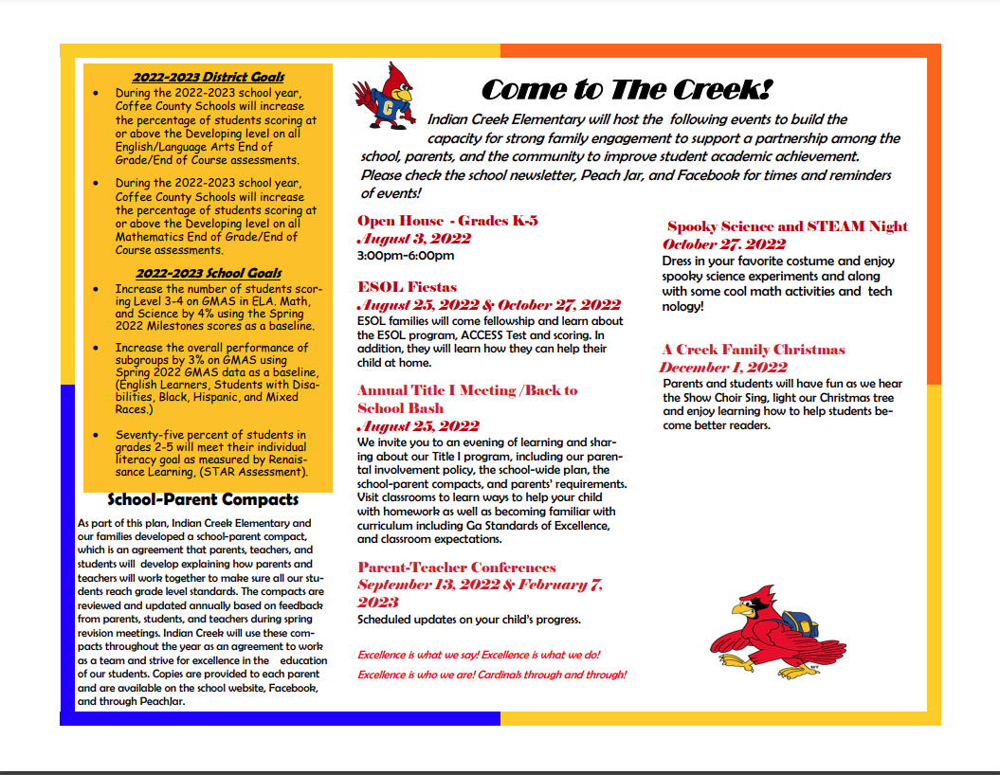 2022-2023 District Goals
• During the 2022-2023 school year,
Coffee County Schools will increase
the percentage of students scoring at
or above the Developing level on all
English/Language Arts End of
Grade/End of Course assessments.
• During the 2022-2023 school year,
Coffee County Schools will increase
the percentage of students scoring at
or above the Developing level on all
Mathematics End of Grade/End of
Course assessments.
2022-2023 School Goals
• Increase the number of students scor-
ing Level 3-4 on GMAS in ELA. Math,
and Science by 4% using the Spring
2022 Milestones scores as a baseline.
• Increase the overall performance of
subgroups by 3% on GMAS using
Spring 2022 GMAS data as a baseline,
(English Learners, Students with Disa-
bilities, Black, Hispanic, and Mixed
Races.)
• Seventy-five percent of students in
grades 2-5 will meet their individual
literacy goal as measured by Renais-
sance Learning, (STAR Assessment).
School-Parent Compacts
As part of this plan, Indian Creek Elementary and
our families developed a school-parent compact,
which is an agreement that parents, teachers, and
students will develop explaining how parents and
teachers will work together to make sure all our stu-
dents reach grade level standards. The compacts are
reviewed and updated annually based on feedback
from parents, students, and teachers during spring
revision meetings. Indian Creek will use these com-
pacts throughout the year as an agreement to work
as a team and strive for excellence in the education
of our students. Copies are provided to each parent
and are available on the school website, Facebook,
and through PeachJar.
G
Come to The Creek!
Indian Creek Elementary will host the following events to build the
capacity for strong family engagement to support a partnership among the
school, parents, and the community to improve student academic achievement.
Please check the school newsletter, Peach Jar, and Facebook for times and reminders
of events!
Open House - Grades K-5
August 3, 2022
3:00pm-6:00pm
ESOL Fiestas
August 25, 2022 & October 27, 2022
ESOL families will come fellowship and learn about
the ESOL program, ACCESS Test and scoring. In
addition, they will learn how they can help their
child at home.
Annual Title I Meeting /Back to
School Bash
August 25, 2022
We invite you to an evening of learning and shar-
ing about our Title I program, including our paren-
tal involvement policy, the school-wide plan, the
school-parent compacts, and parents' requirements.
Visit classrooms to learn ways to help your child
with homework as well as becoming familiar with
curriculum including Ga Standards of Excellence,
and classroom expectations.
Parent-Teacher Conferences
September 13, 2022 & February 7,
2023
Scheduled updates on your child's progress.
Excellence is what we say! Excellence is what we do!
Excellence is who we are! Cardinals through and through!
Spooky Science and STEAM Night
October 27. 2022
Dress in your favorite costume and enjoy
spooky science experiments and along
with some cool math activities and tech
nology!
A Creek Family Christmas
December 1, 2022
Parents and students will have fun as we hear
the Show Choir Sing, light our Christmas tree
and enjoy learning how to help students be-
come better readers.